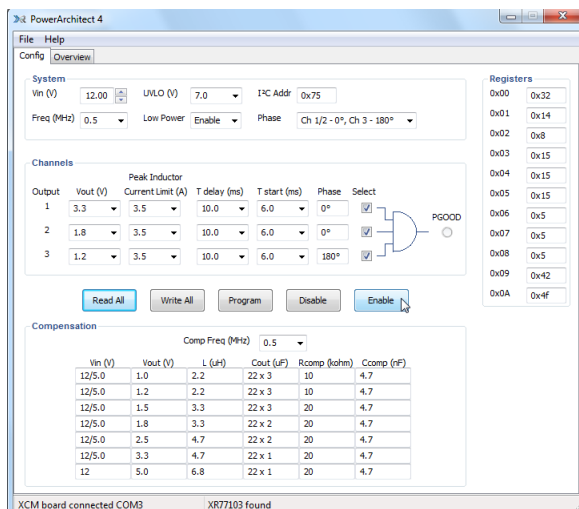 PowerArchitect 4
File Help
Config Overview
System
Vin (V) 12.00 UVLO (V) 7.0 I²C Addr 0x75
Freq (MHz) 0.5 Low Power Enable Phase Ch 1/2 - 0°, Ch 3 - 180°
Channels
Peak Inductor
Output Vout (V) Current Limit (A) T delay (ms) T start (ms) Phase Select
1 3.3 3.5 10.0 6.0 0°
PGOOD
2 1.8 3.5 10.0 6.0 0°
3 1.2 3.5 10.0 6.0 180°
Read All Write All Program Disable Enable
Compensation
Comp Freq (MHz) 0.5
Vin (V) Vout (V) L (uH) Cout (uF) Rcomp (kohm) Ccomp (nF)
12/5.0 1.0 2.2 22 x 3 10 4.7
12/5.0 1.2 2.2 22 x 3 10 4.7
12/5.0 1.5 3.3 22 x 3 20 4.7
12/5.0 1.8 3.3 22 x 2 20 4.7
12/5.0 2.5 4.7 22 x 2 20 4.7
12/5.0 3.3 4.7 22 x 1 20 4.7
12 5.0 6.8 22 x 1 20 4.7
Registers
0x00 0x32
0x01 0x14
0x02 0x8
0x03 0x15
0x04 0x15
0x05 0x15
0x06 0x5
0x07 0x5
0x08 0x5
0x09 0x42
0x0A 0x4f
XCM board connected COM3 XR77103 found